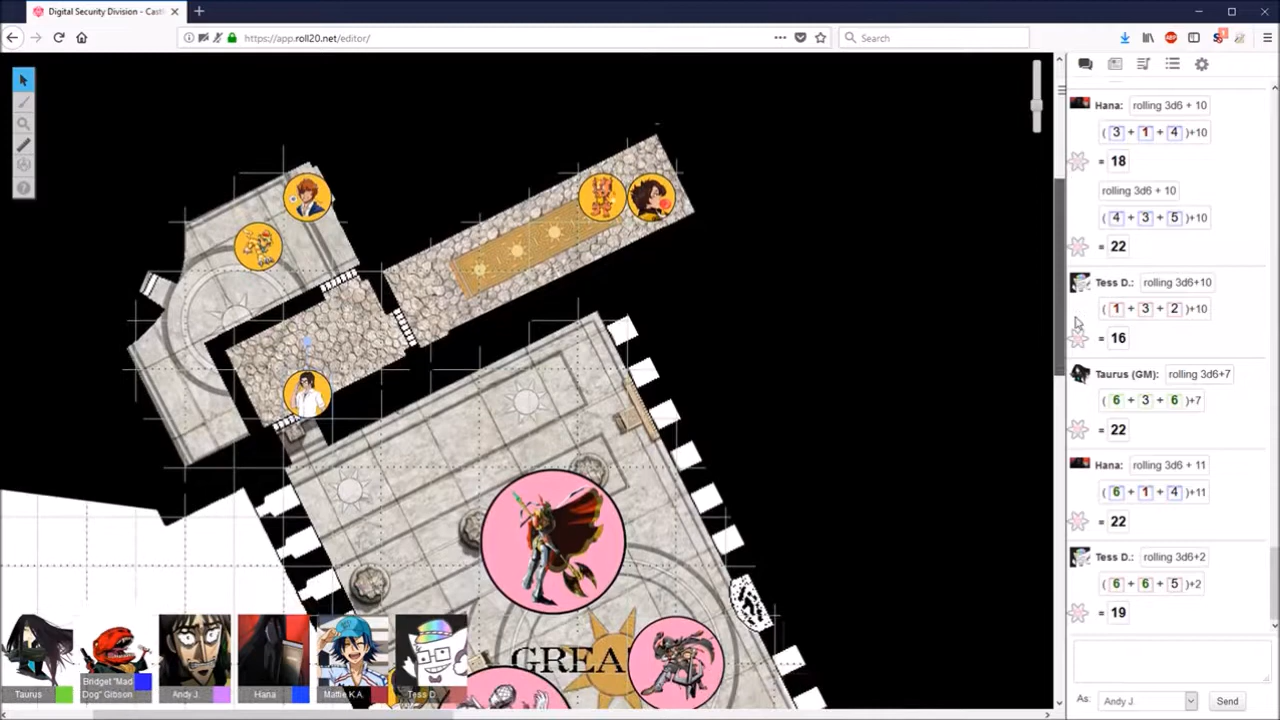 Digital Security Division - Castl
https://app.roll20.net/editor/
Search
Hana: rolling 3d6 + 10
( 3 + 1 + 4 )+10
= 18
rolling 3d6 + 10
( 4 + 3 + 5 )+10
= 22
Tess D.: rolling 3d6+10
( 1 + 3 + 2 )+10
= 16
Taurus (GM): rolling 3d6+7
( 6 + 3 + 6 )+7
= 22
Hana: rolling 3d6 + 11
( 6 + 1 + 4 )+11
= 22
Tess D.: rolling 3d6+2
( 6 + 6 + 5 )+2
= 19
GREA
Taurus
Bridget "Mad Dog" Gibson
Andy J.
Hana
Mattie K.A.
Tess D.
As: Andy J. Send